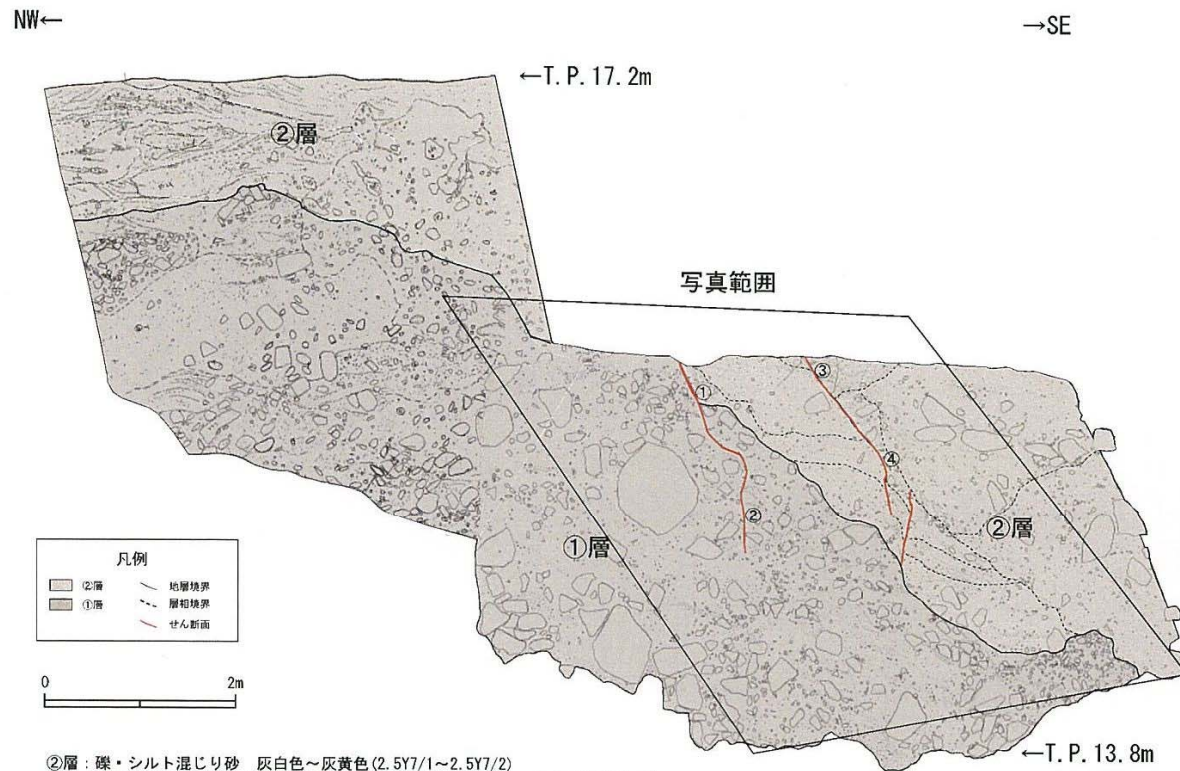 NW←
→SE
←T.P.17.2m
②層
写真範囲
①
③
④
②
①層
②層
凡例
②層
地層境界
①層
層相境界
せん断面
0
2m
←T.P.13.8m
②層：礫・シルト混じり砂　灰白色～灰黄色(2.5Y7/1～2.5Y7/2)